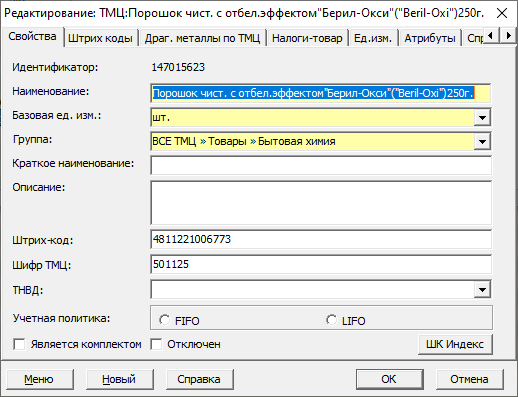 Редактирование: ТМЦ:Порошок чист. с отбел.эффектом"Берил-Окси"("Beril-Oxi")250г.
Свойства Штрих коды Драг. металлы по ТМЦ Налоги-товар Ед.изм. Атрибуты Спр
Идентификатор: 147015623
Наименование: Порошок чист. с отбел.эффектом"Берил-Окси"("Beril-Oxi")250г.
Базовая ед. изм.: шт.
Группа: ВСЕ ТМЦ » Товары » Бытовая химия
Краткое наименование:
Описание:
Штрих-код: 4811221006773
Шифр ТМЦ: 501125
ТНВД:
Учетная политика: FIFO LIFO
Является комплектом Отключен ШК Индекс
Меню Новый Справка OK Отмена